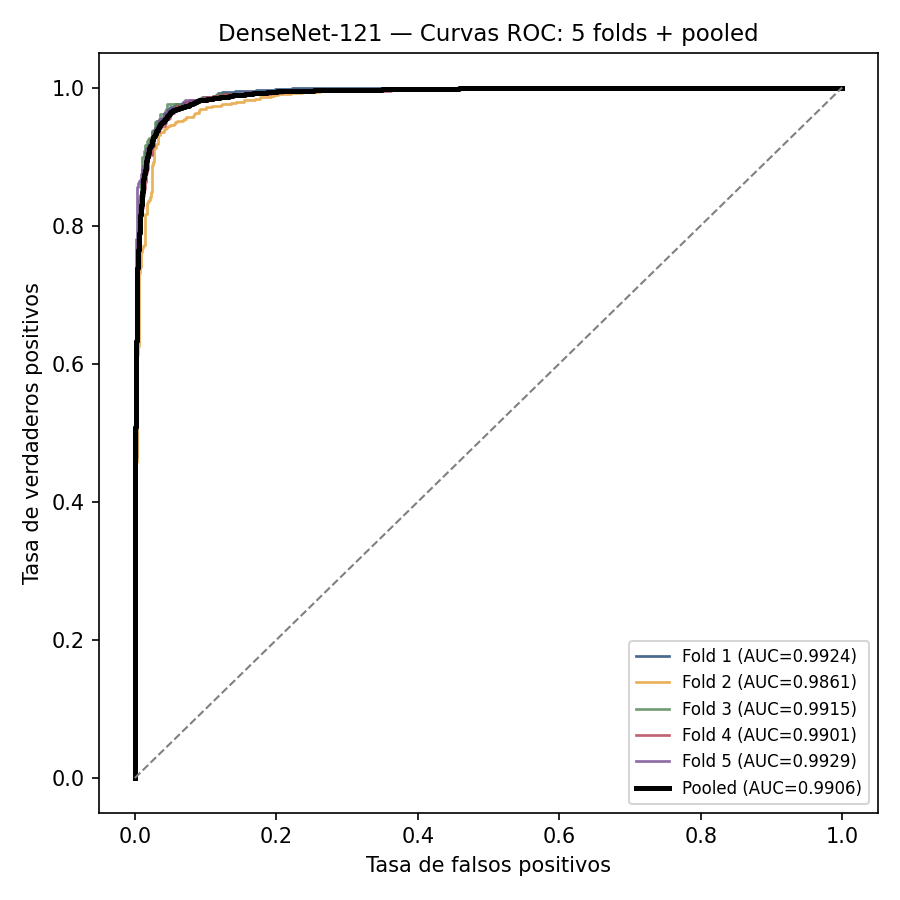 DenseNet-121 — Curvas ROC: 5 folds + pooled
Tasa de verdaderos positivos
1.0
0.8
0.6
0.4
0.2
0.0
0.0 0.2 0.4 0.6 0.8 1.0
Tasa de falsos positivos
Fold 1 (AUC=0.9924)
Fold 2 (AUC=0.9861)
Fold 3 (AUC=0.9915)
Fold 4 (AUC=0.9901)
Fold 5 (AUC=0.9929)
Pooled (AUC=0.9906)